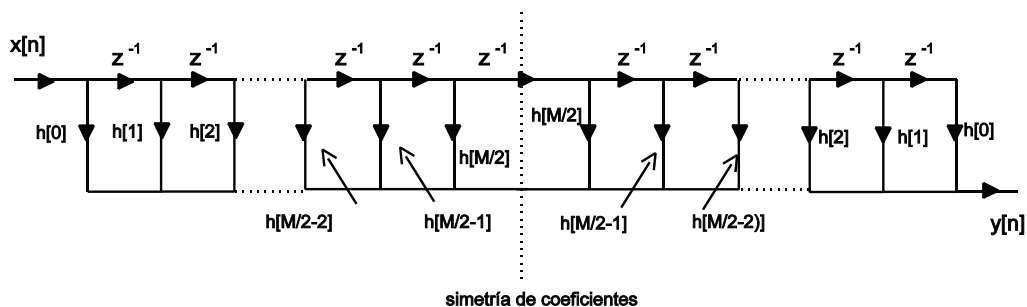 x[n]
z⁻¹ z⁻¹ z⁻¹ z⁻¹ z⁻¹ z⁻¹ z⁻¹ z⁻¹ z⁻¹
h[0] h[1] h[2] h[M/2] h[M/2] h[2] h[1] h[0]
h[M/2-2] h[M/2-1] h[M/2-1] h[M/2-2)]
y[n]
simetría de coeficientes